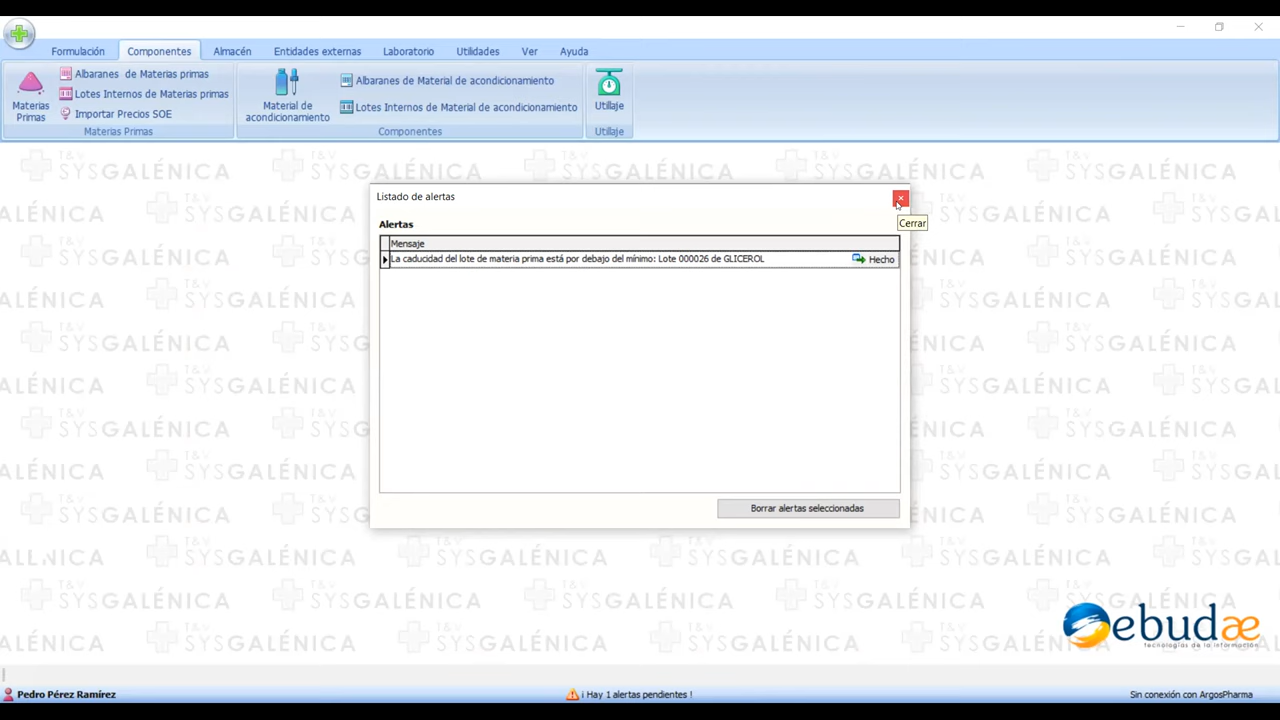 Formulación Componentes Almacén Entidades externas Laboratorio Utilidades Ver Ayuda
Materias Primas
Albaranes de Materias primas
Lotes Internos de Materias primas
Importar Precios SOE
Materias Primas
Material de acondicionamiento
Albaranes de Material de acondicionamiento
Lotes Internos de Material de acondicionamiento
Componentes
Utillaje
Utillaje
T&V SYSGALÉNICA
Listado de alertas
Cerrar
Alertas
Mensaje
La caducidad del lote de materia prima está por debajo del mínimo: Lote 000026 de GLICEROL Hecho
Borrar alertas seleccionadas
ebudæ
tecnologías de la información
Pedro Pérez Ramírez ¡ Hay 1 alertas pendientes ! Sin conexión con ArgosPharma